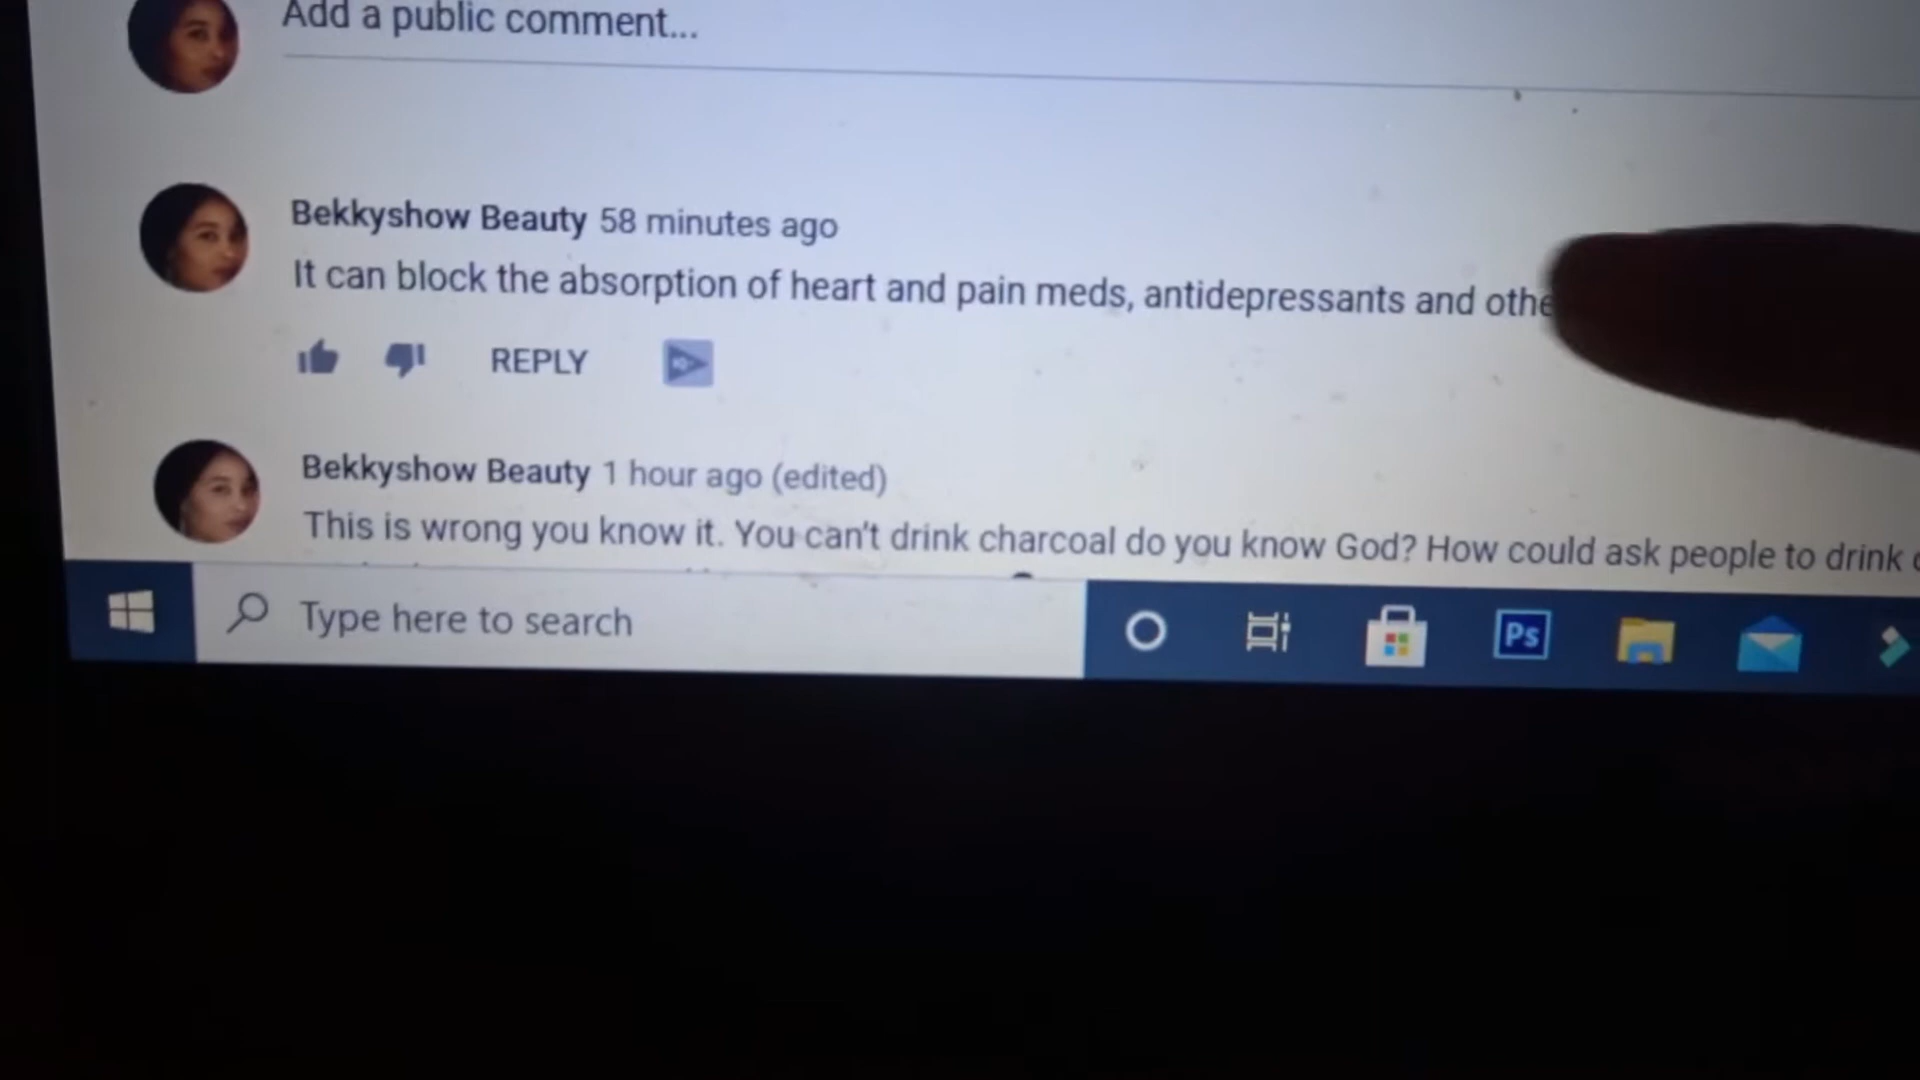 Add a public comment...
Bekkyshow Beauty 58 minutes ago
It can block the absorption of heart and pain meds, antidepressants and othe
REPLY
Bekkyshow Beauty 1 hour ago (edited)
This is wrong you know it. You can't drink charcoal do you know God? How could ask people to drink
Type here to search
Ps